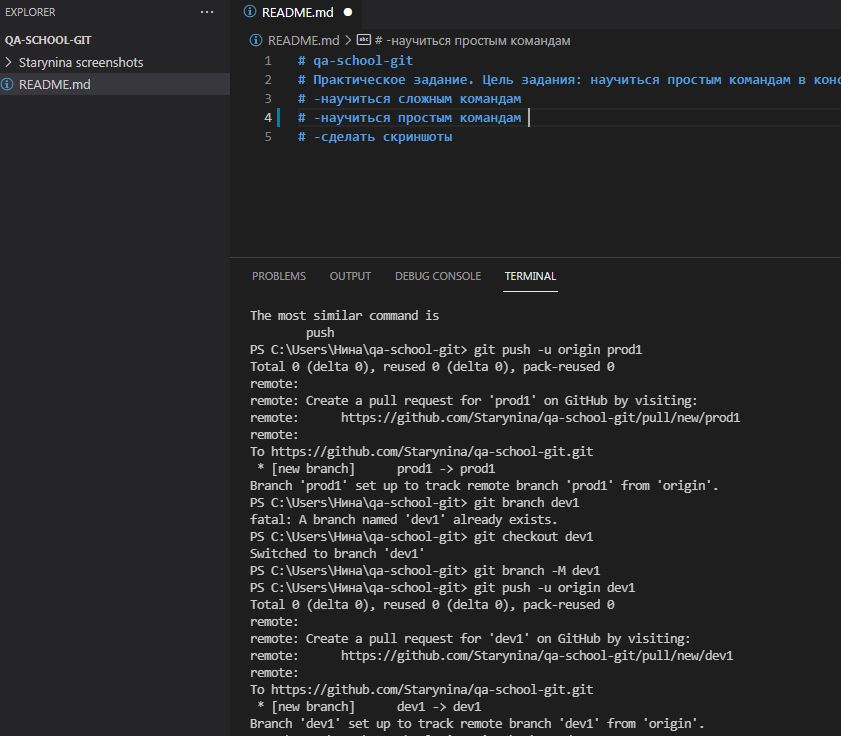 EXPLORER
QA-SCHOOL-GIT
Starynina screenshots
README.md
README.md
README.md > # -научиться простым командам
1 # qa-school-git
2 # Практическое задание. Цель задания: научиться простым командам в
3 # -научиться сложным командам
4 # -научиться простым командам
5 # -сделать скриншоты
PROBLEMS OUTPUT DEBUG CONSOLE TERMINAL
The most similar command is
push
PS C:\Users\Нина\qa-school-git> git push -u origin prod1
Total 0 (delta 0), reused 0 (delta 0), pack-reused 0
remote:
remote: Create a pull request for 'prod1' on GitHub by visiting:
remote: https://github.com/Starynina/qa-school-git/pull/new/prod1
remote:
To https://github.com/Starynina/qa-school-git.git
* [new branch] prod1 -> prod1
Branch 'prod1' set up to track remote branch 'prod1' from 'origin'.
PS C:\Users\Нина\qa-school-git> git branch dev1
fatal: A branch named 'dev1' already exists.
PS C:\Users\Нина\qa-school-git> git checkout dev1
Switched to branch 'dev1'
PS C:\Users\Нина\qa-school-git> git branch -M dev1
PS C:\Users\Нина\qa-school-git> git push -u origin dev1
Total 0 (delta 0), reused 0 (delta 0), pack-reused 0
remote:
remote: Create a pull request for 'dev1' on GitHub by visiting:
remote: https://github.com/Starynina/qa-school-git/pull/new/dev1
remote:
To https://github.com/Starynina/qa-school-git.git
* [new branch] dev1 -> dev1
Branch 'dev1' set up to track remote branch 'dev1' from 'origin'.